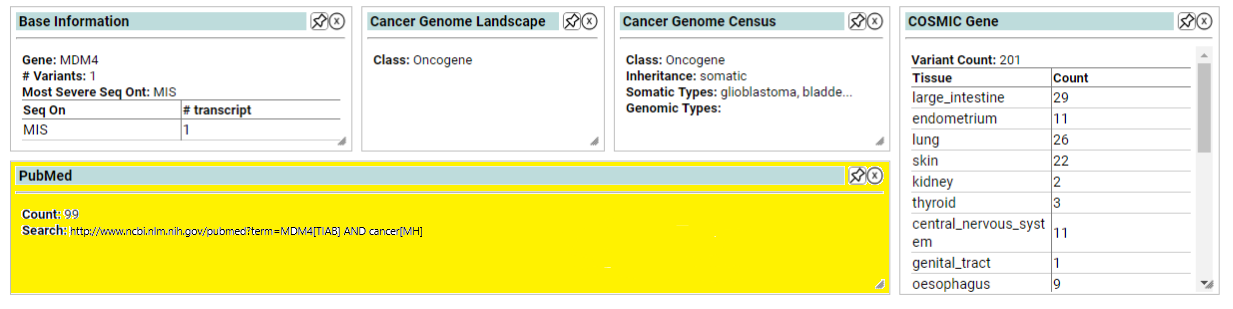 Base Information
Gene: MDM4
# Variants: 1
Most Severe Seq Ont: MIS
Seq On # transcript
MIS 1
Cancer Genome Landscape
Class: Oncogene
Cancer Genome Census
Class: Oncogene
Inheritance: somatic
Somatic Types: glioblastoma, bladde...
Genomic Types:
COSMIC Gene
Variant Count: 201
Tissue Count
large_intestine 29
endometrium 11
lung 26
skin 22
kidney 2
thyroid 3
central_nervous_syst
em 11
genital_tract 1
oesophagus 9
PubMed
Count: 99
Search: http://www.ncbi.nlm.nih.gov/pubmed?term=MDM4[TIAB] AND cancer[MH]